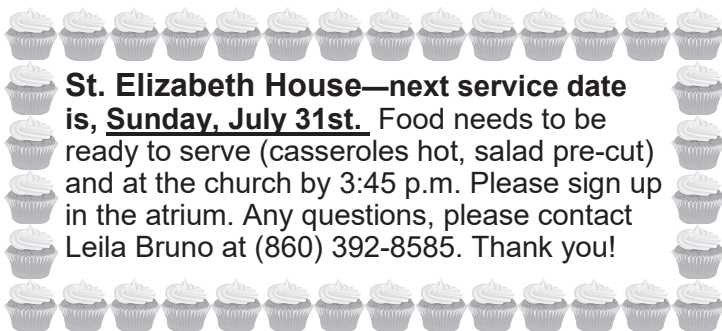 St. Elizabeth House—next service date
is, Sunday, July 31st. Food needs to be
ready to serve (casseroles hot, salad pre-cut)
and at the church by 3:45 p.m. Please sign up
in the atrium. Any questions, please contact
Leila Bruno at (860) 392-8585. Thank you!